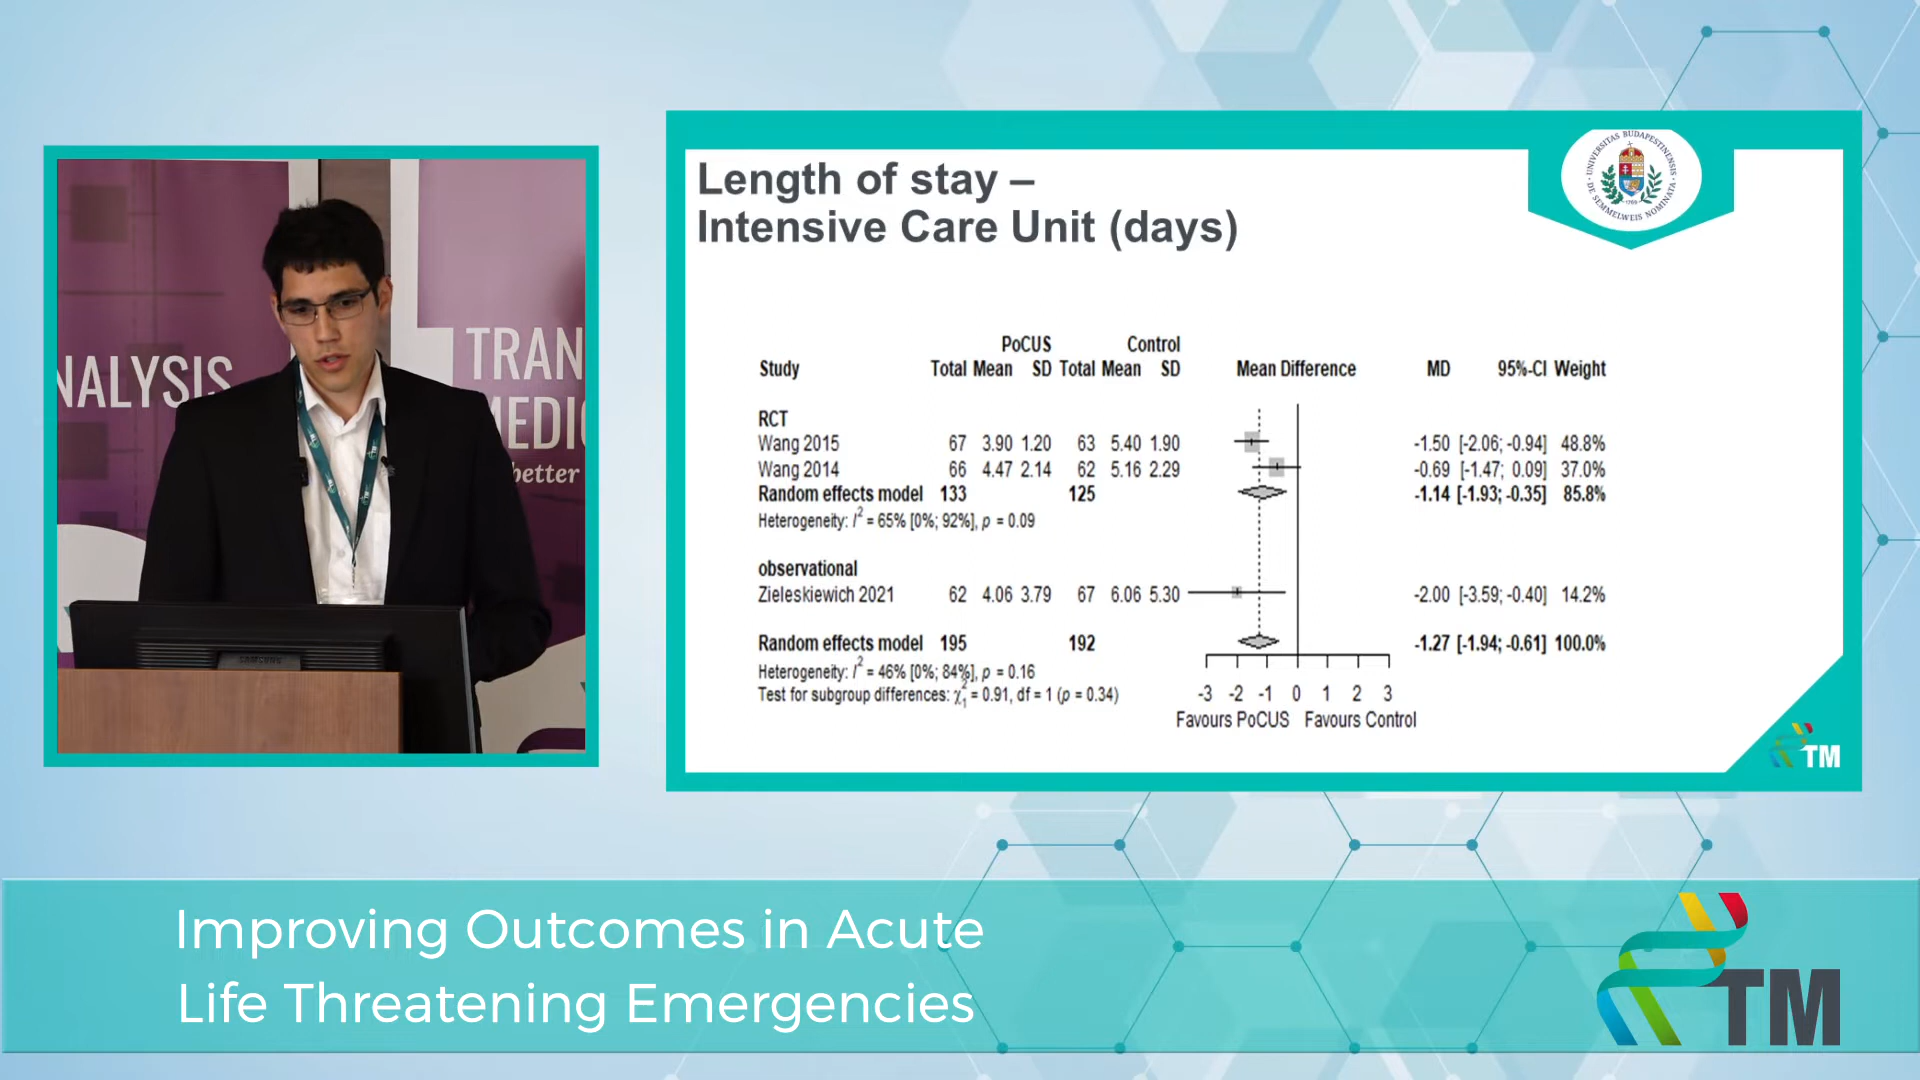 NALYSIS
TRAN
MEDIC
better
SAMSUNG
Length of stay –
Intensive Care Unit (days)
UNIVERSITAS BUDAPESTINENSIS
DE SEMMELWEIS NOMINATA
1769
PoCUS Control
Study Total Mean SD Total Mean SD Mean Difference MD 95%-CI Weight
RCT
Wang 2015 67 3.90 1.20 63 5.40 1.90 -1.50 [-2.06; -0.94] 48.8%
Wang 2014 66 4.47 2.14 62 5.16 2.29 -0.69 [-1.47; 0.09] 37.0%
Random effects model 133 125 -1.14 [-1.93; -0.35] 85.8%
Heterogeneity: I² = 65% [0%; 92%], p = 0.09
observational
Zieleskiewich 2021 62 4.06 3.79 67 6.06 5.30 -2.00 [-3.59; -0.40] 14.2%
Random effects model 195 192 -1.27 [-1.94; -0.61] 100.0%
Heterogeneity: I² = 46% [0%; 84%], p = 0.16
Test for subgroup differences: χ²₁ = 0.91, df = 1 (p = 0.34)
-3 -2 -1 0 1 2 3
Favours PoCUS Favours Control
TM
Improving Outcomes in Acute
Life Threatening Emergencies
TM